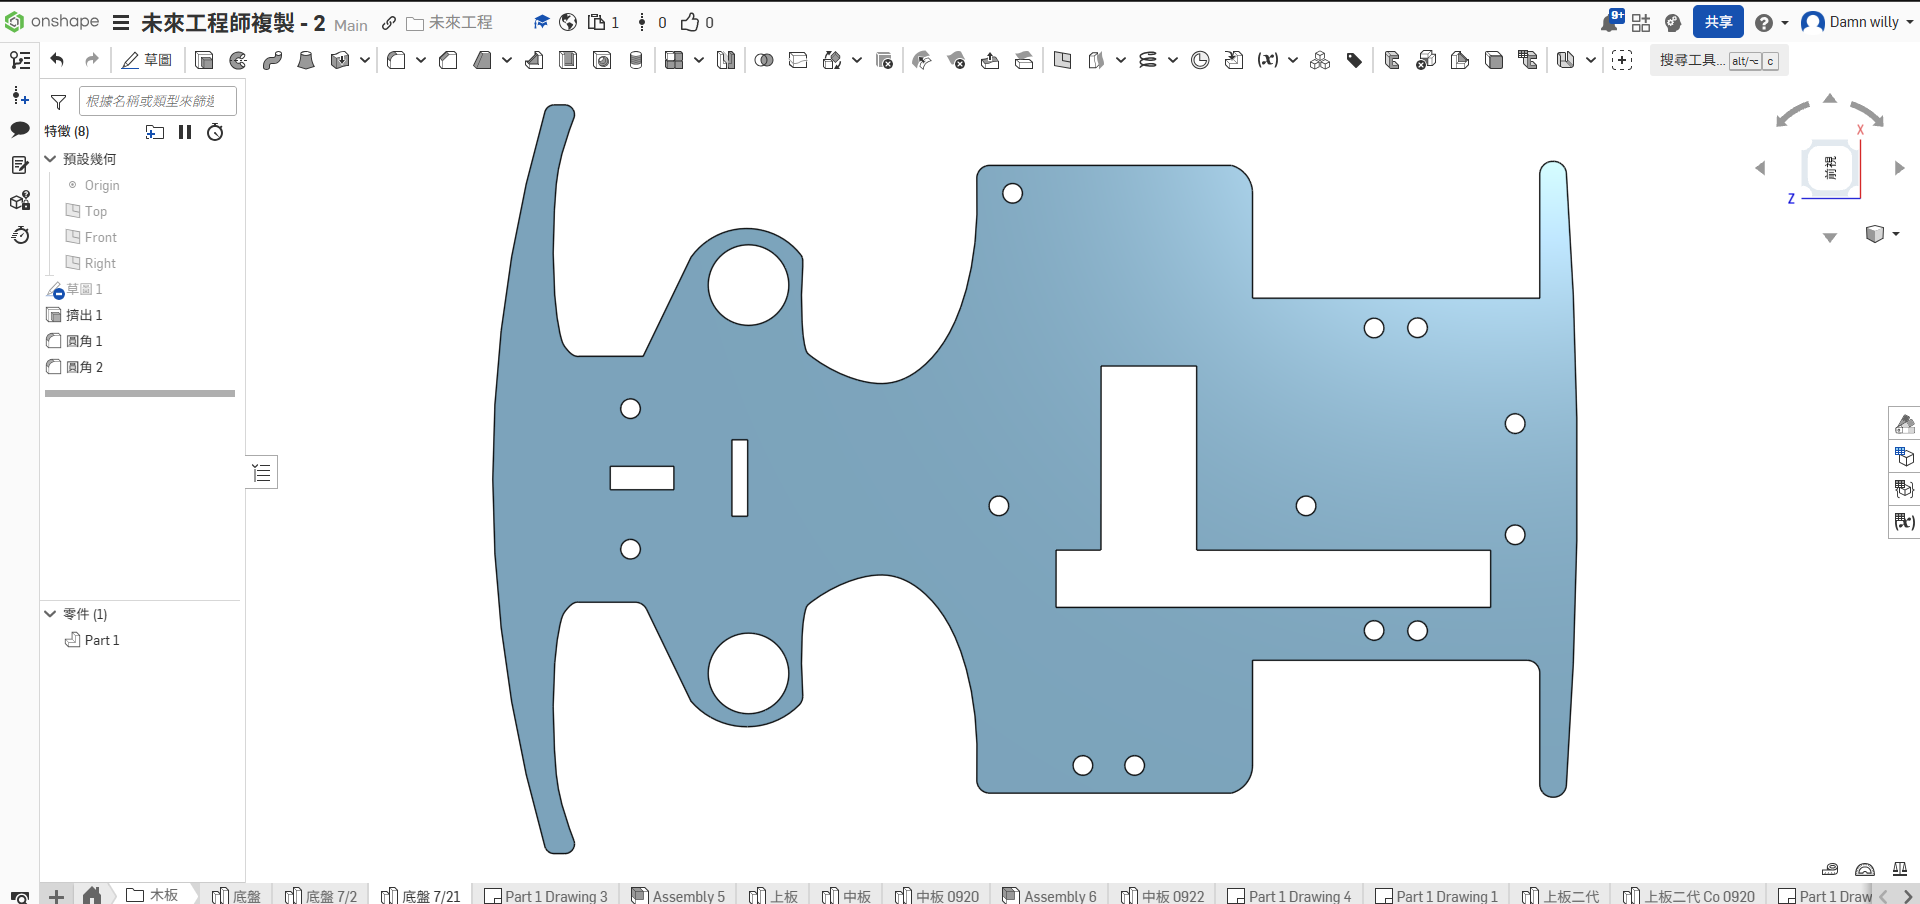 onshape 未來工程師複製 - 2 Main 未來工程 1 0 0 9+ 共享 Damn willy
草圖 (x) 搜尋工具... alt/⌥ c
根據名稱或類型來篩選
特徵 (8)
預設幾何
Origin
Top
Front
Right
草圖 1
擠出 1
圓角 1
圓角 2
零件 (1)
Part 1
X
前視
Z
(x)
木板 底盤 底盤 7/2 底盤 7/21 Part 1 Drawing 3 Assembly 5 上板 中板 中板 0920 Assembly 6 中板 0922 Part 1 Drawing 4 Part 1 Drawing 1 上板二代 上板二代 Co 0920 Part 1 Draw